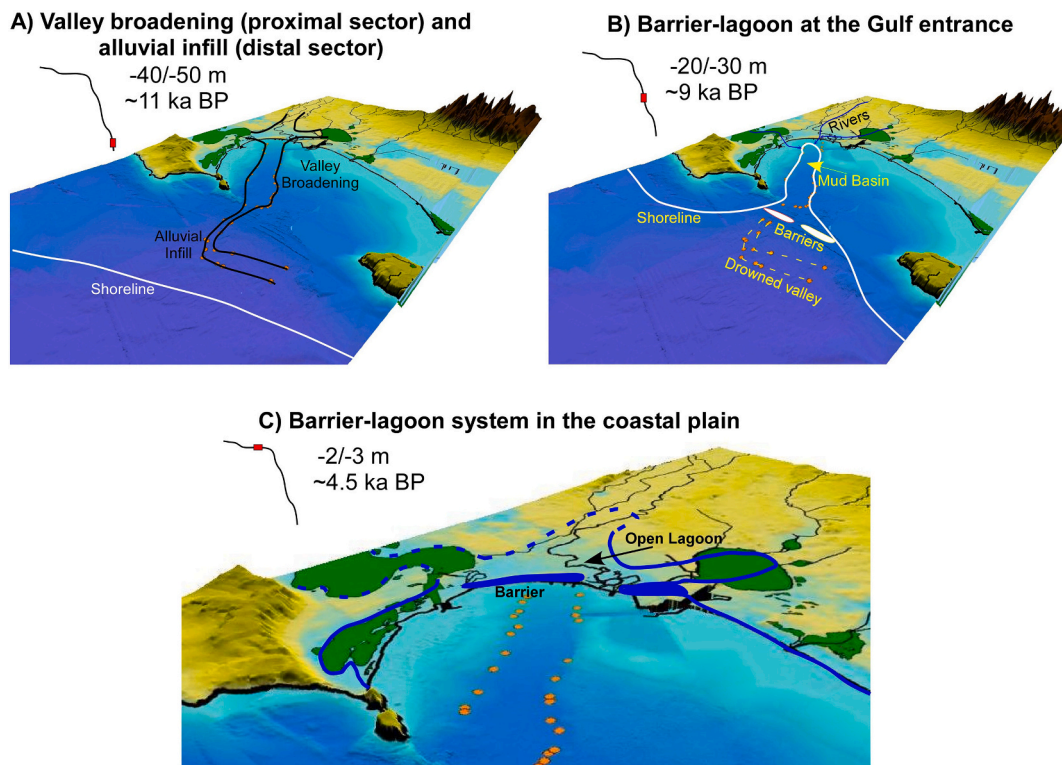 A) Valley broadening (proximal sector) and
alluvial infill (distal sector)
-40/-50 m
~11 ka BP
Valley
Broadening
Alluvial
Infill
Shoreline
B) Barrier-lagoon at the Gulf entrance
-20/-30 m
~9 ka BP
Rivers
Mud Basin
Shoreline
Barriers
Drowned valley
C) Barrier-lagoon system in the coastal plain
-2/-3 m
~4.5 ka BP
Open Lagoon
Barrier